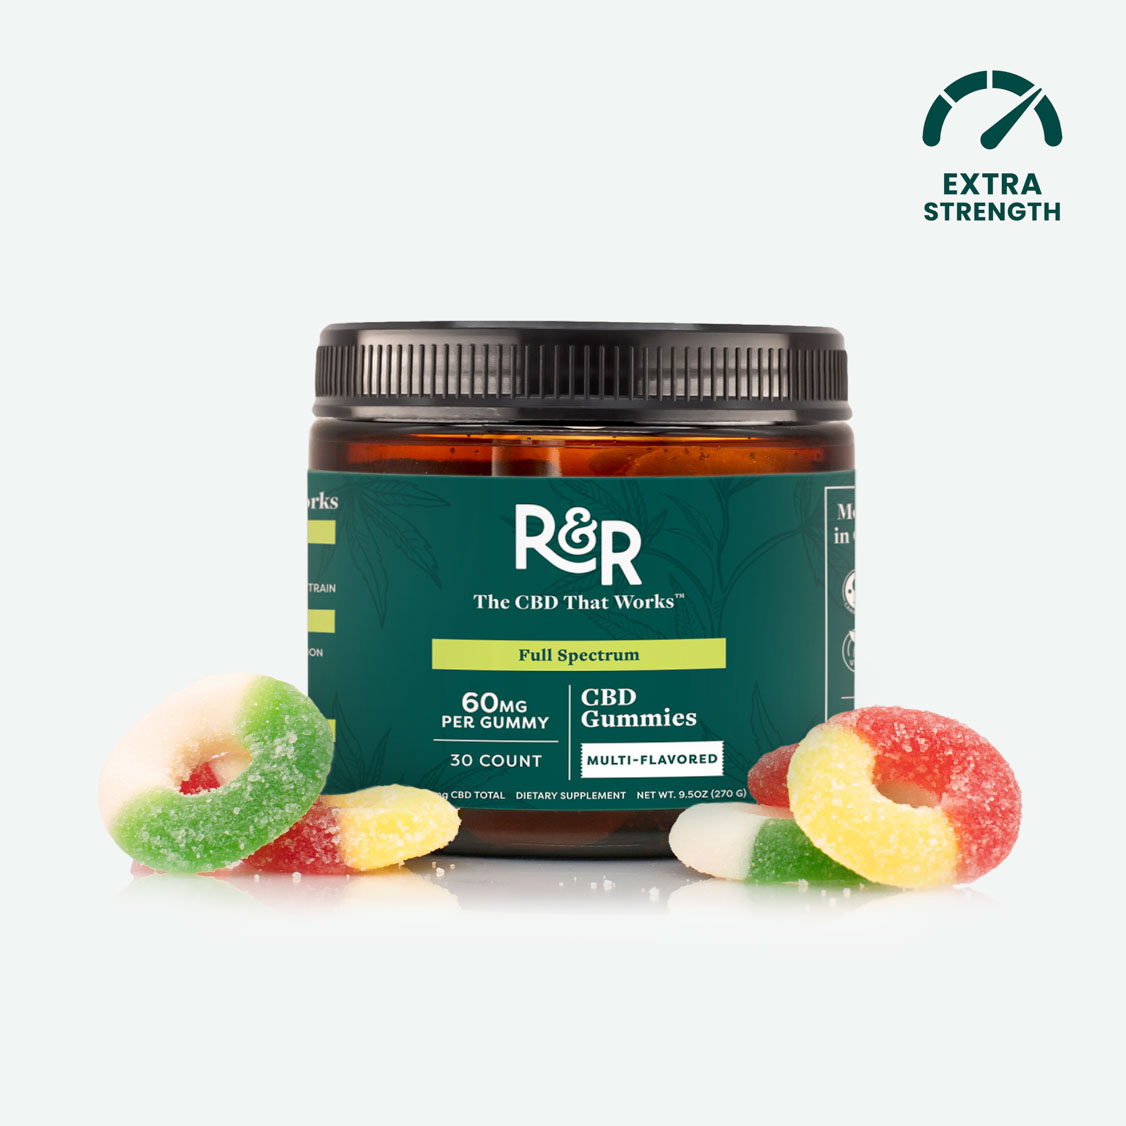 EXTRA
STRENGTH
R&R
The CBD That Works™
Full Spectrum
60MG
PER GUMMY
30 COUNT
CBD
Gummies
MULTI-FLAVORED
CBD TOTAL DIETARY SUPPLEMENT NET WT. 9.5OZ (270 G)
in